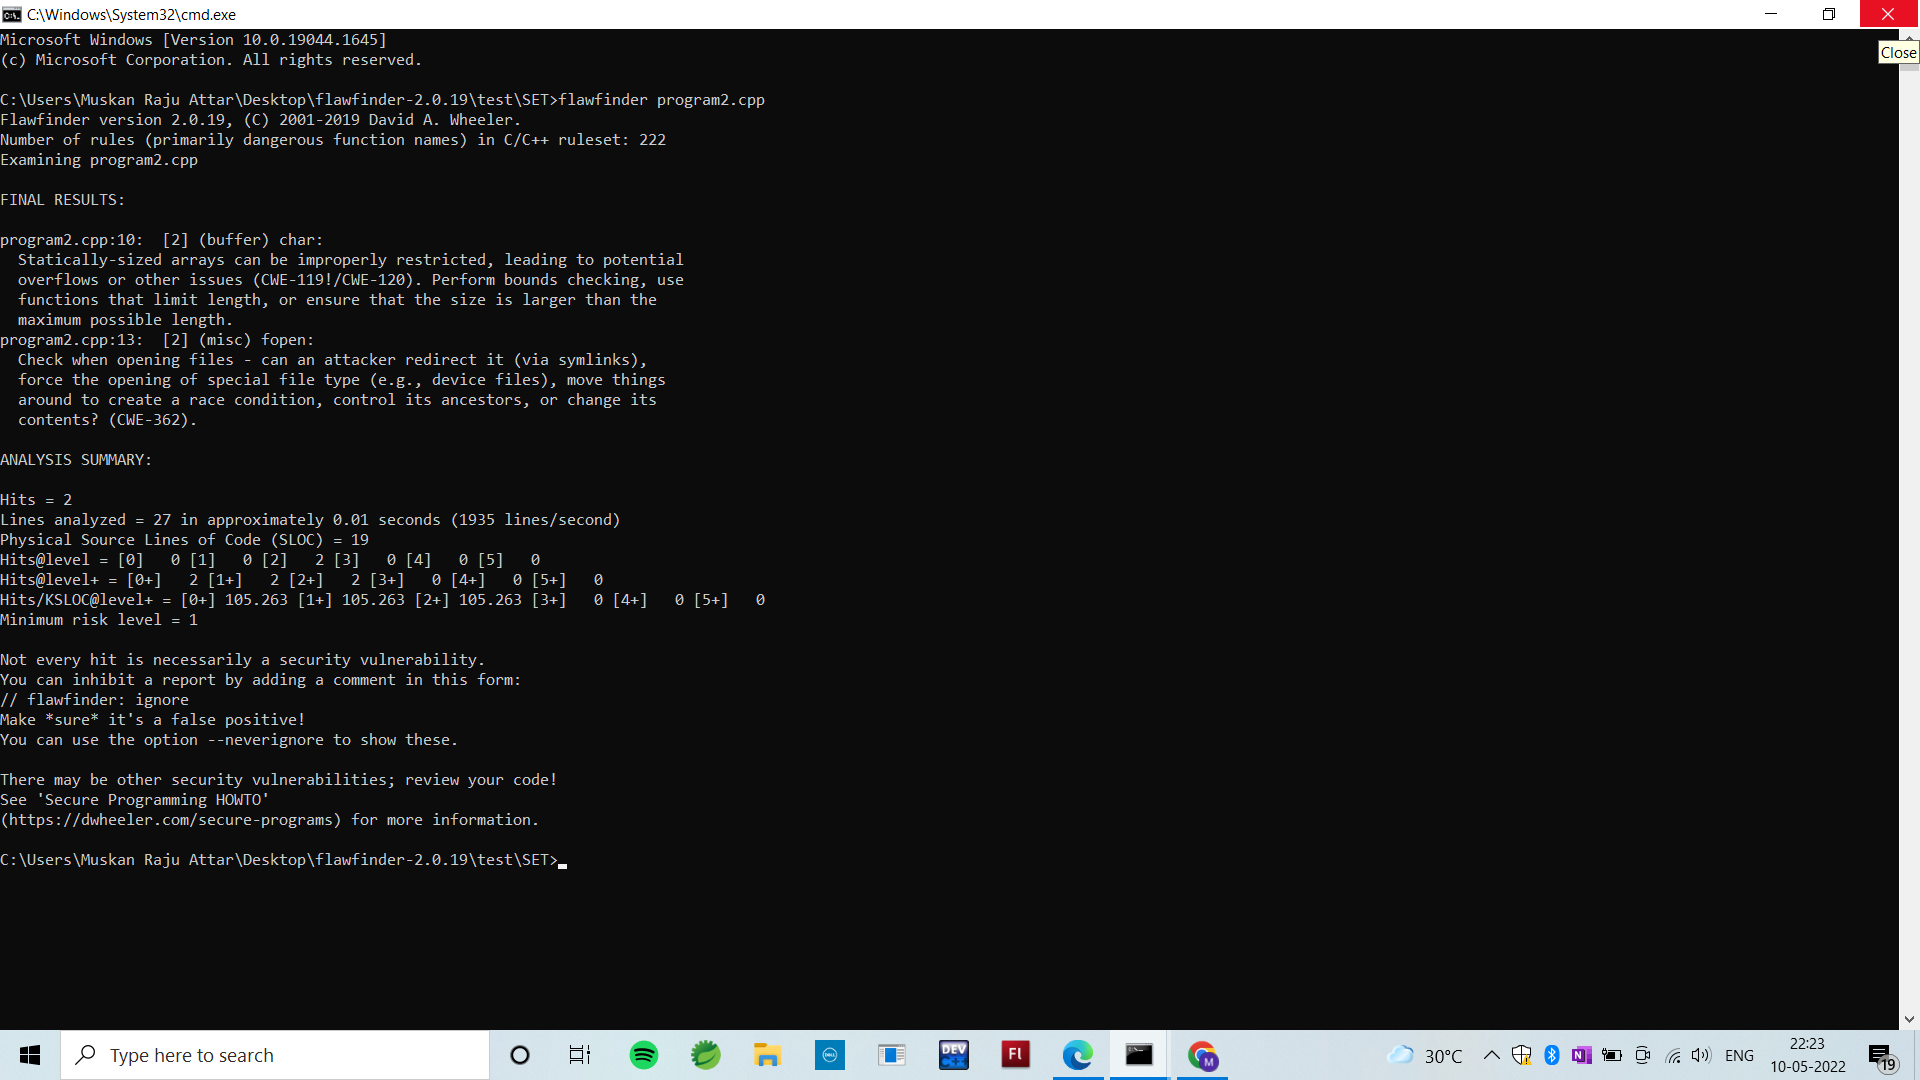 C:\Windows\System32\cmd.exe
Close
Microsoft Windows [Version 10.0.19044.1645]
(c) Microsoft Corporation. All rights reserved.
C:\Users\Muskan Raju Attar\Desktop\flawfinder-2.0.19\test\SET>flawfinder program2.cpp
Flawfinder version 2.0.19, (C) 2001-2019 David A. Wheeler.
Number of rules (primarily dangerous function names) in C/C++ ruleset: 222
Examining program2.cpp
FINAL RESULTS:
program2.cpp:10:  [2] (buffer) char:
  Statically-sized arrays can be improperly restricted, leading to potential
  overflows or other issues (CWE-119!/CWE-120). Perform bounds checking, use
  functions that limit length, or ensure that the size is larger than the
  maximum possible length.
program2.cpp:13:  [2] (misc) fopen:
  Check when opening files - can an attacker redirect it (via symlinks),
  force the opening of special file type (e.g., device files), move things
  around to create a race condition, control its ancestors, or change its
  contents? (CWE-362).
ANALYSIS SUMMARY:
Hits = 2
Lines analyzed = 27 in approximately 0.01 seconds (1935 lines/second)
Physical Source Lines of Code (SLOC) = 19
Hits@level = [0]   0 [1]   0 [2]   2 [3]   0 [4]   0 [5]   0
Hits@level+ = [0+]   2 [1+]   2 [2+]   2 [3+]   0 [4+]   0 [5+]   0
Hits/KSLOC@level+ = [0+] 105.263 [1+] 105.263 [2+] 105.263 [3+]   0 [4+]   0 [5+]   0
Minimum risk level = 1
Not every hit is necessarily a security vulnerability.
You can inhibit a report by adding a comment in this form:
// flawfinder: ignore
Make *sure* it's a false positive!
You can use the option --neverignore to show these.
There may be other security vulnerabilities; review your code!
See 'Secure Programming HOWTO'
(https://dwheeler.com/secure-programs) for more information.
C:\Users\Muskan Raju Attar\Desktop\flawfinder-2.0.19\test\SET>
Type here to search
DELL
DEV C++
Fl
M
30°C
N
ENG
22:23
10-05-2022
19